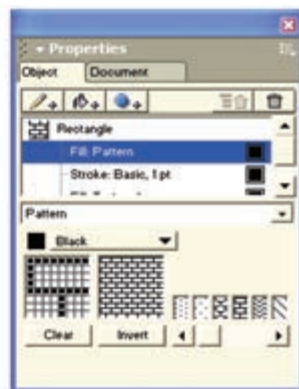 Properties
Object Document
Rectangle
Fill: Pattern
Stroke: Basic, 1 pt
Pattern
Black
Clear Invert